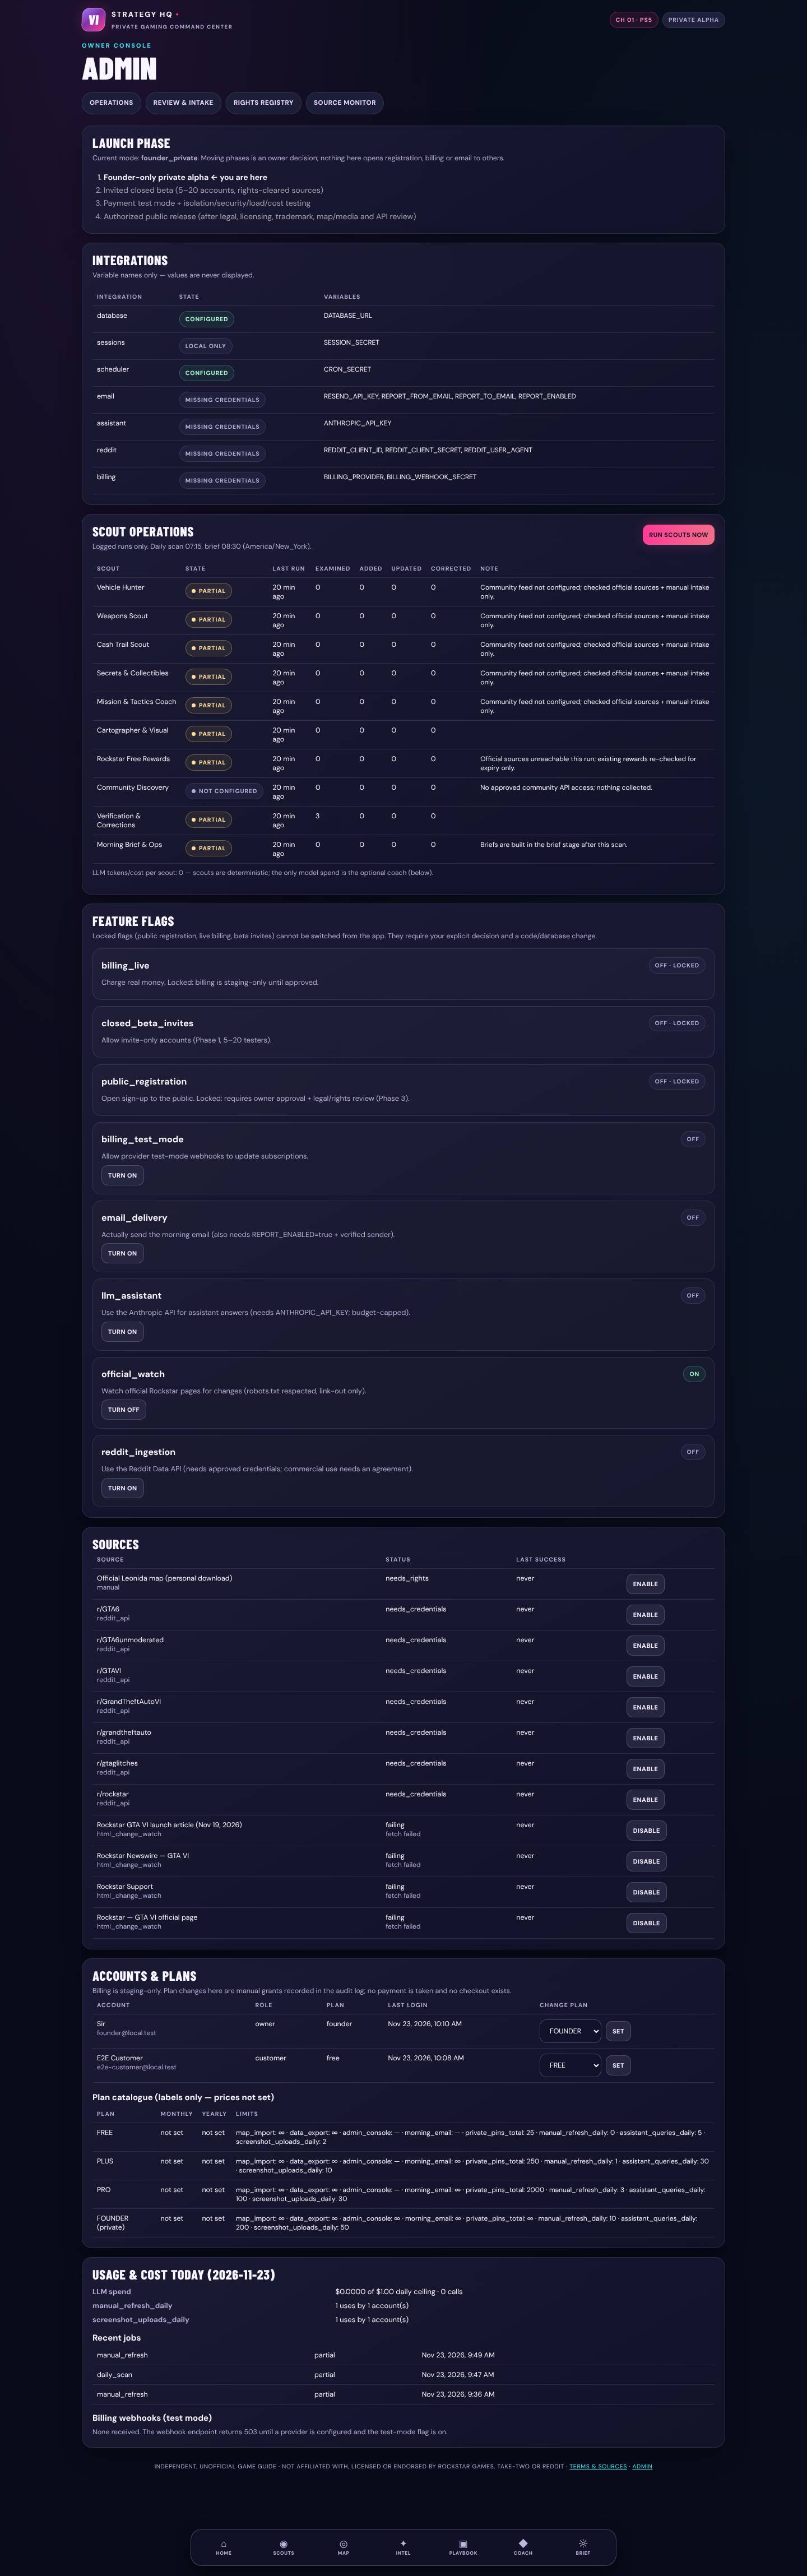 VI
STRATEGY HQ
PRIVATE GAMING COMMAND CENTER
CH 01 · PS5
PRIVATE ALPHA
OWNER CONSOLE
ADMIN
OPERATIONS
REVIEW & INTAKE
RIGHTS REGISTRY
SOURCE MONITOR
LAUNCH PHASE
Current mode: founder_private. Moving phases is an owner decision; nothing here opens registration, billing or email to others.
1. Founder-only private alpha ← you are here
2. Invited closed beta (5–20 accounts, rights-cleared sources)
3. Payment test mode + isolation/security/load/cost testing
4. Authorized public release (after legal, licensing, trademark, map/media and API review)
INTEGRATIONS
Variable names only — values are never displayed.
INTEGRATION STATE VARIABLES
database CONFIGURED DATABASE_URL
sessions LOCAL ONLY SESSION_SECRET
scheduler CONFIGURED CRON_SECRET
email MISSING CREDENTIALS RESEND_API_KEY, REPORT_FROM_EMAIL, REPORT_TO_EMAIL, REPORT_ENABLED
assistant MISSING CREDENTIALS ANTHROPIC_API_KEY
reddit MISSING CREDENTIALS REDDIT_CLIENT_ID, REDDIT_CLIENT_SECRET, REDDIT_USER_AGENT
billing MISSING CREDENTIALS BILLING_PROVIDER, BILLING_WEBHOOK_SECRET
SCOUT OPERATIONS
RUN SCOUTS NOW
Logged runs only. Daily scan 07:15, brief 08:30 (America/New_York).
SCOUT STATE LAST RUN EXAMINED ADDED UPDATED CORRECTED NOTE
Vehicle Hunter PARTIAL 20 min ago 0 0 0 0 Community feed not configured; checked official sources + manual intake only.
Weapons Scout PARTIAL 20 min ago 0 0 0 0 Community feed not configured; checked official sources + manual intake only.
Cash Trail Scout PARTIAL 20 min ago 0 0 0 0 Community feed not configured; checked official sources + manual intake only.
Secrets & Collectibles PARTIAL 20 min ago 0 0 0 0 Community feed not configured; checked official sources + manual intake only.
Mission & Tactics Coach PARTIAL 20 min ago 0 0 0 0 Community feed not configured; checked official sources + manual intake only.
Cartographer & Visual PARTIAL 20 min ago 0 0 0 0
Rockstar Free Rewards PARTIAL 20 min ago 0 0 0 0 Official sources unreachable this run; existing rewards re-checked for expiry only.
Community Discovery NOT CONFIGURED 20 min ago 0 0 0 0 No approved community API access; nothing collected.
Verification & Corrections PARTIAL 20 min ago 3 0 0 0
Morning Brief & Ops PARTIAL 20 min ago 0 0 0 0 Briefs are built in the brief stage after this scan.
LLM tokens/cost per scout: 0 — scouts are deterministic; the only model spend is the optional coach (below).
FEATURE FLAGS
Locked flags (public registration, live billing, beta invites) cannot be switched from the app. They require your explicit decision and a code/database change.
billing_live OFF · LOCKED
Charge real money. Locked: billing is staging-only until approved.
closed_beta_invites OFF · LOCKED
Allow invite-only accounts (Phase 1, 5–20 testers).
public_registration OFF · LOCKED
Open sign-up to the public. Locked: requires owner approval + legal/rights review (Phase 3).
billing_test_mode OFF
Allow provider test-mode webhooks to update subscriptions.
TURN ON
email_delivery OFF
Actually send the morning email (also needs REPORT_ENABLED=true + verified sender).
TURN ON
llm_assistant OFF
Use the Anthropic API for assistant answers (needs ANTHROPIC_API_KEY; budget-capped).
TURN ON
official_watch ON
Watch official Rockstar pages for changes (robots.txt respected, link-out only).
TURN OFF
reddit_ingestion OFF
Use the Reddit Data API (needs approved credentials; commercial use needs an agreement).
TURN ON
SOURCES
SOURCE STATUS LAST SUCCESS
Official Leonida map (personal download) needs_rights never ENABLE
manual
r/GTA6 needs_credentials never ENABLE
reddit_api
r/GTA6unmoderated needs_credentials never ENABLE
reddit_api
r/GTAVI needs_credentials never ENABLE
reddit_api
r/GrandTheftAutoVI needs_credentials never ENABLE
reddit_api
r/grandtheftauto needs_credentials never ENABLE
reddit_api
r/gtaglitches needs_credentials never ENABLE
reddit_api
r/rockstar needs_credentials never ENABLE
reddit_api
Rockstar GTA VI launch article (Nov 19, 2026) failing never DISABLE
html_change_watch fetch failed
Rockstar Newswire — GTA VI failing never DISABLE
html_change_watch fetch failed
Rockstar Support failing never DISABLE
html_change_watch fetch failed
Rockstar — GTA VI official page failing never DISABLE
html_change_watch fetch failed
ACCOUNTS & PLANS
Billing is staging-only. Plan changes here are manual grants recorded in the audit log; no payment is taken and no checkout exists.
ACCOUNT ROLE PLAN LAST LOGIN CHANGE PLAN
Sir owner founder Nov 23, 2026, 10:10 AM FOUNDER SET
founder@local.test
E2E Customer customer free Nov 23, 2026, 10:08 AM FREE SET
e2e-customer@local.test
Plan catalogue (labels only — prices not set)
PLAN MONTHLY YEARLY LIMITS
FREE not set not set map_import: ∞ · data_export: ∞ · admin_console: — · morning_email: — · private_pins_total: 25 · manual_refresh_daily: 0 · assistant_queries_daily: 5 · screenshot_uploads_daily: 2
PLUS not set not set map_import: ∞ · data_export: ∞ · admin_console: — · morning_email: ∞ · private_pins_total: 250 · manual_refresh_daily: 1 · assistant_queries_daily: 30 · screenshot_uploads_daily: 10
PRO not set not set map_import: ∞ · data_export: ∞ · admin_console: — · morning_email: ∞ · private_pins_total: 2000 · manual_refresh_daily: 3 · assistant_queries_daily: 100 · screenshot_uploads_daily: 30
FOUNDER (private) not set not set map_import: ∞ · data_export: ∞ · admin_console: ∞ · morning_email: ∞ · private_pins_total: ∞ · manual_refresh_daily: 10 · assistant_queries_daily: 200 · screenshot_uploads_daily: 50
USAGE & COST TODAY (2026-11-23)
LLM spend $0.0000 of $1.00 daily ceiling · 0 calls
manual_refresh_daily 1 uses by 1 account(s)
screenshot_uploads_daily 1 uses by 1 account(s)
Recent jobs
manual_refresh partial Nov 23, 2026, 9:49 AM
daily_scan partial Nov 23, 2026, 9:47 AM
manual_refresh partial Nov 23, 2026, 9:36 AM
Billing webhooks (test mode)
None received. The webhook endpoint returns 503 until a provider is configured and the test-mode flag is on.
INDEPENDENT, UNOFFICIAL GAME GUIDE · NOT AFFILIATED WITH, LICENSED OR ENDORSED BY ROCKSTAR GAMES, TAKE-TWO OR REDDIT · TERMS & SOURCES · ADMIN
HOME SCOUTS MAP INTEL PLAYBOOK COACH BRIEF